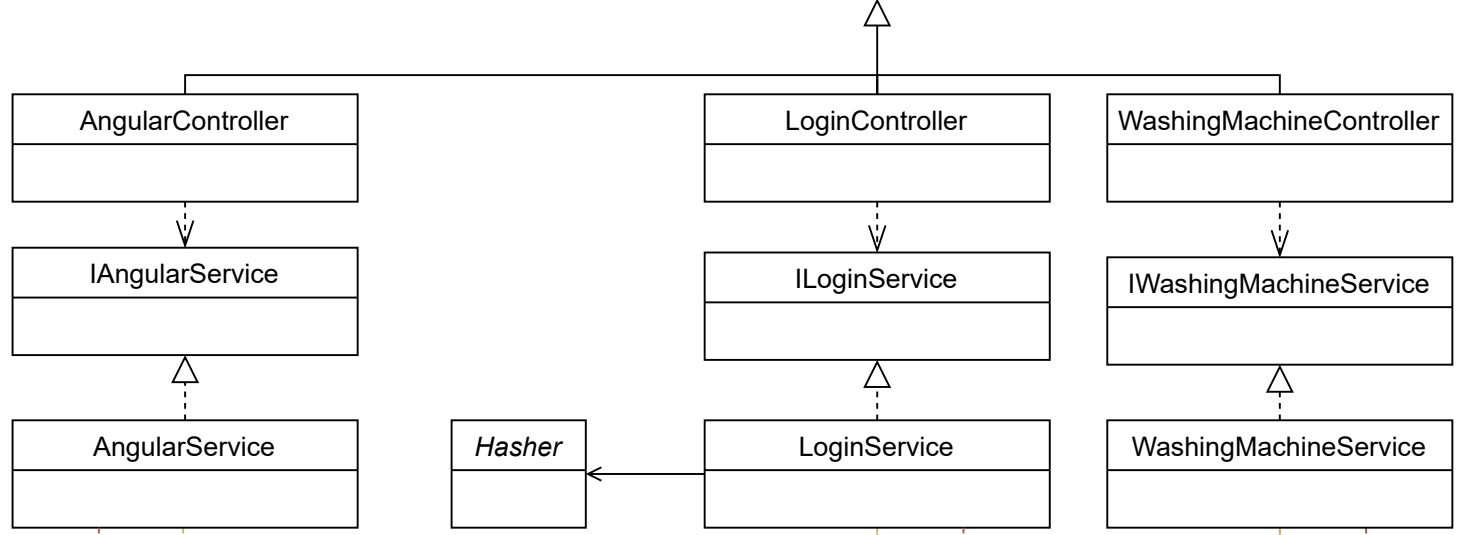 AngularController
LoginController
WashingMachineController
IAngularService
ILoginService
IWashingMachineService
AngularService
Hasher
LoginService
WashingMachineService